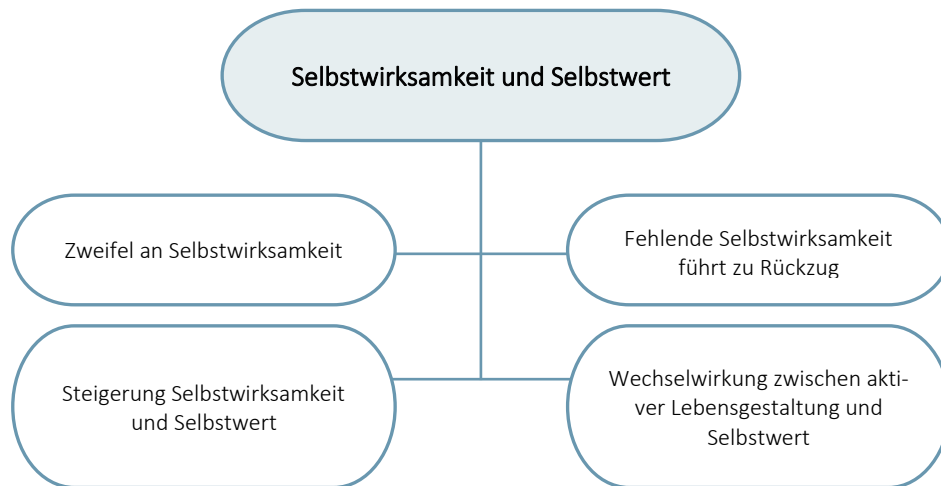 Selbstwirksamkeit und Selbstwert
Zweifel an Selbstwirksamkeit
Fehlende Selbstwirksamkeit
führt zu Rückzug
Steigerung Selbstwirksamkeit
und Selbstwert
Wechselwirkung zwischen akti-
ver Lebensgestaltung und
Selbstwert